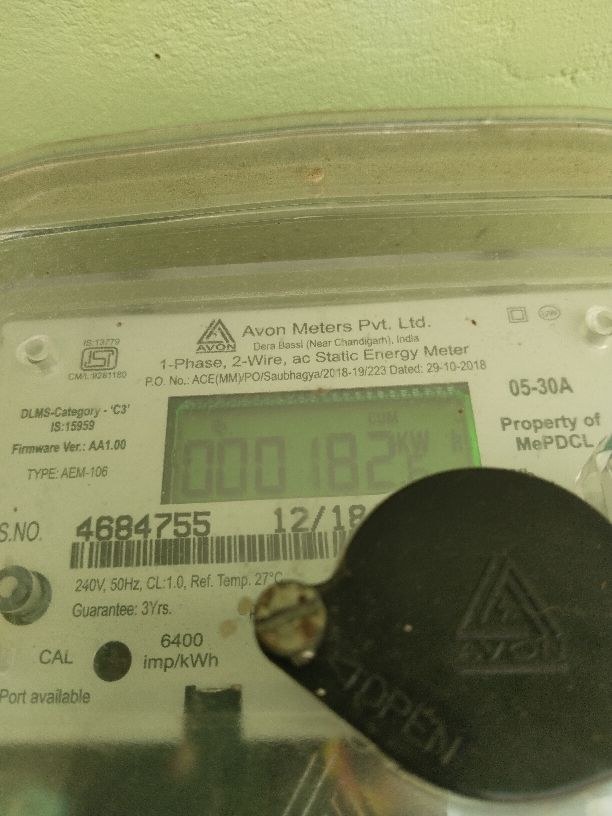 Avon Meters Pvt. Ltd.
AVON
Dera Bassi (Near Chandigarh), India
1-Phase, 2-Wire, ac Static Energy Meter
P.O. No.: ACE(MM)/PO/Saubhagya/2018-19/223 Dated: 29-10-2018
IS:13779
ISI
CM/L:9281180
DLMS-Category - 'C3'
IS:15959
Firmware Ver.: AA1.00
TYPE: AEM-106
05-30A
Property of
MePDCL
CUM
000182 KW
S.NO. 4684755 12/18
240V, 50Hz, CL:1.0, Ref. Temp. 27°C
Guarantee: 3Yrs.
CAL
6400
imp/kWh
Port available
AVON
OPEN